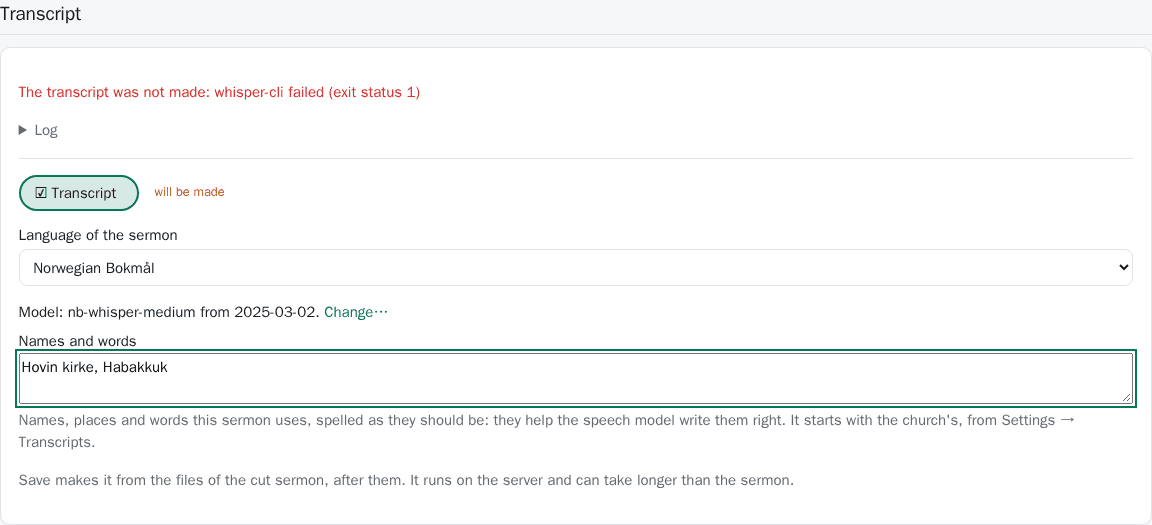 Transcript
The transcript was not made: whisper-cli failed (exit status 1)
▶ Log
☑ Transcript will be made
Language of the sermon
Norwegian Bokmål
Model: nb-whisper-medium from 2025-03-02. Change…
Names and words
Hovin kirke, Habakkuk
Names, places and words this sermon uses, spelled as they should be: they help the speech model write them right. It starts with the church's, from Settings →
Transcripts.
Save makes it from the files of the cut sermon, after them. It runs on the server and can take longer than the sermon.